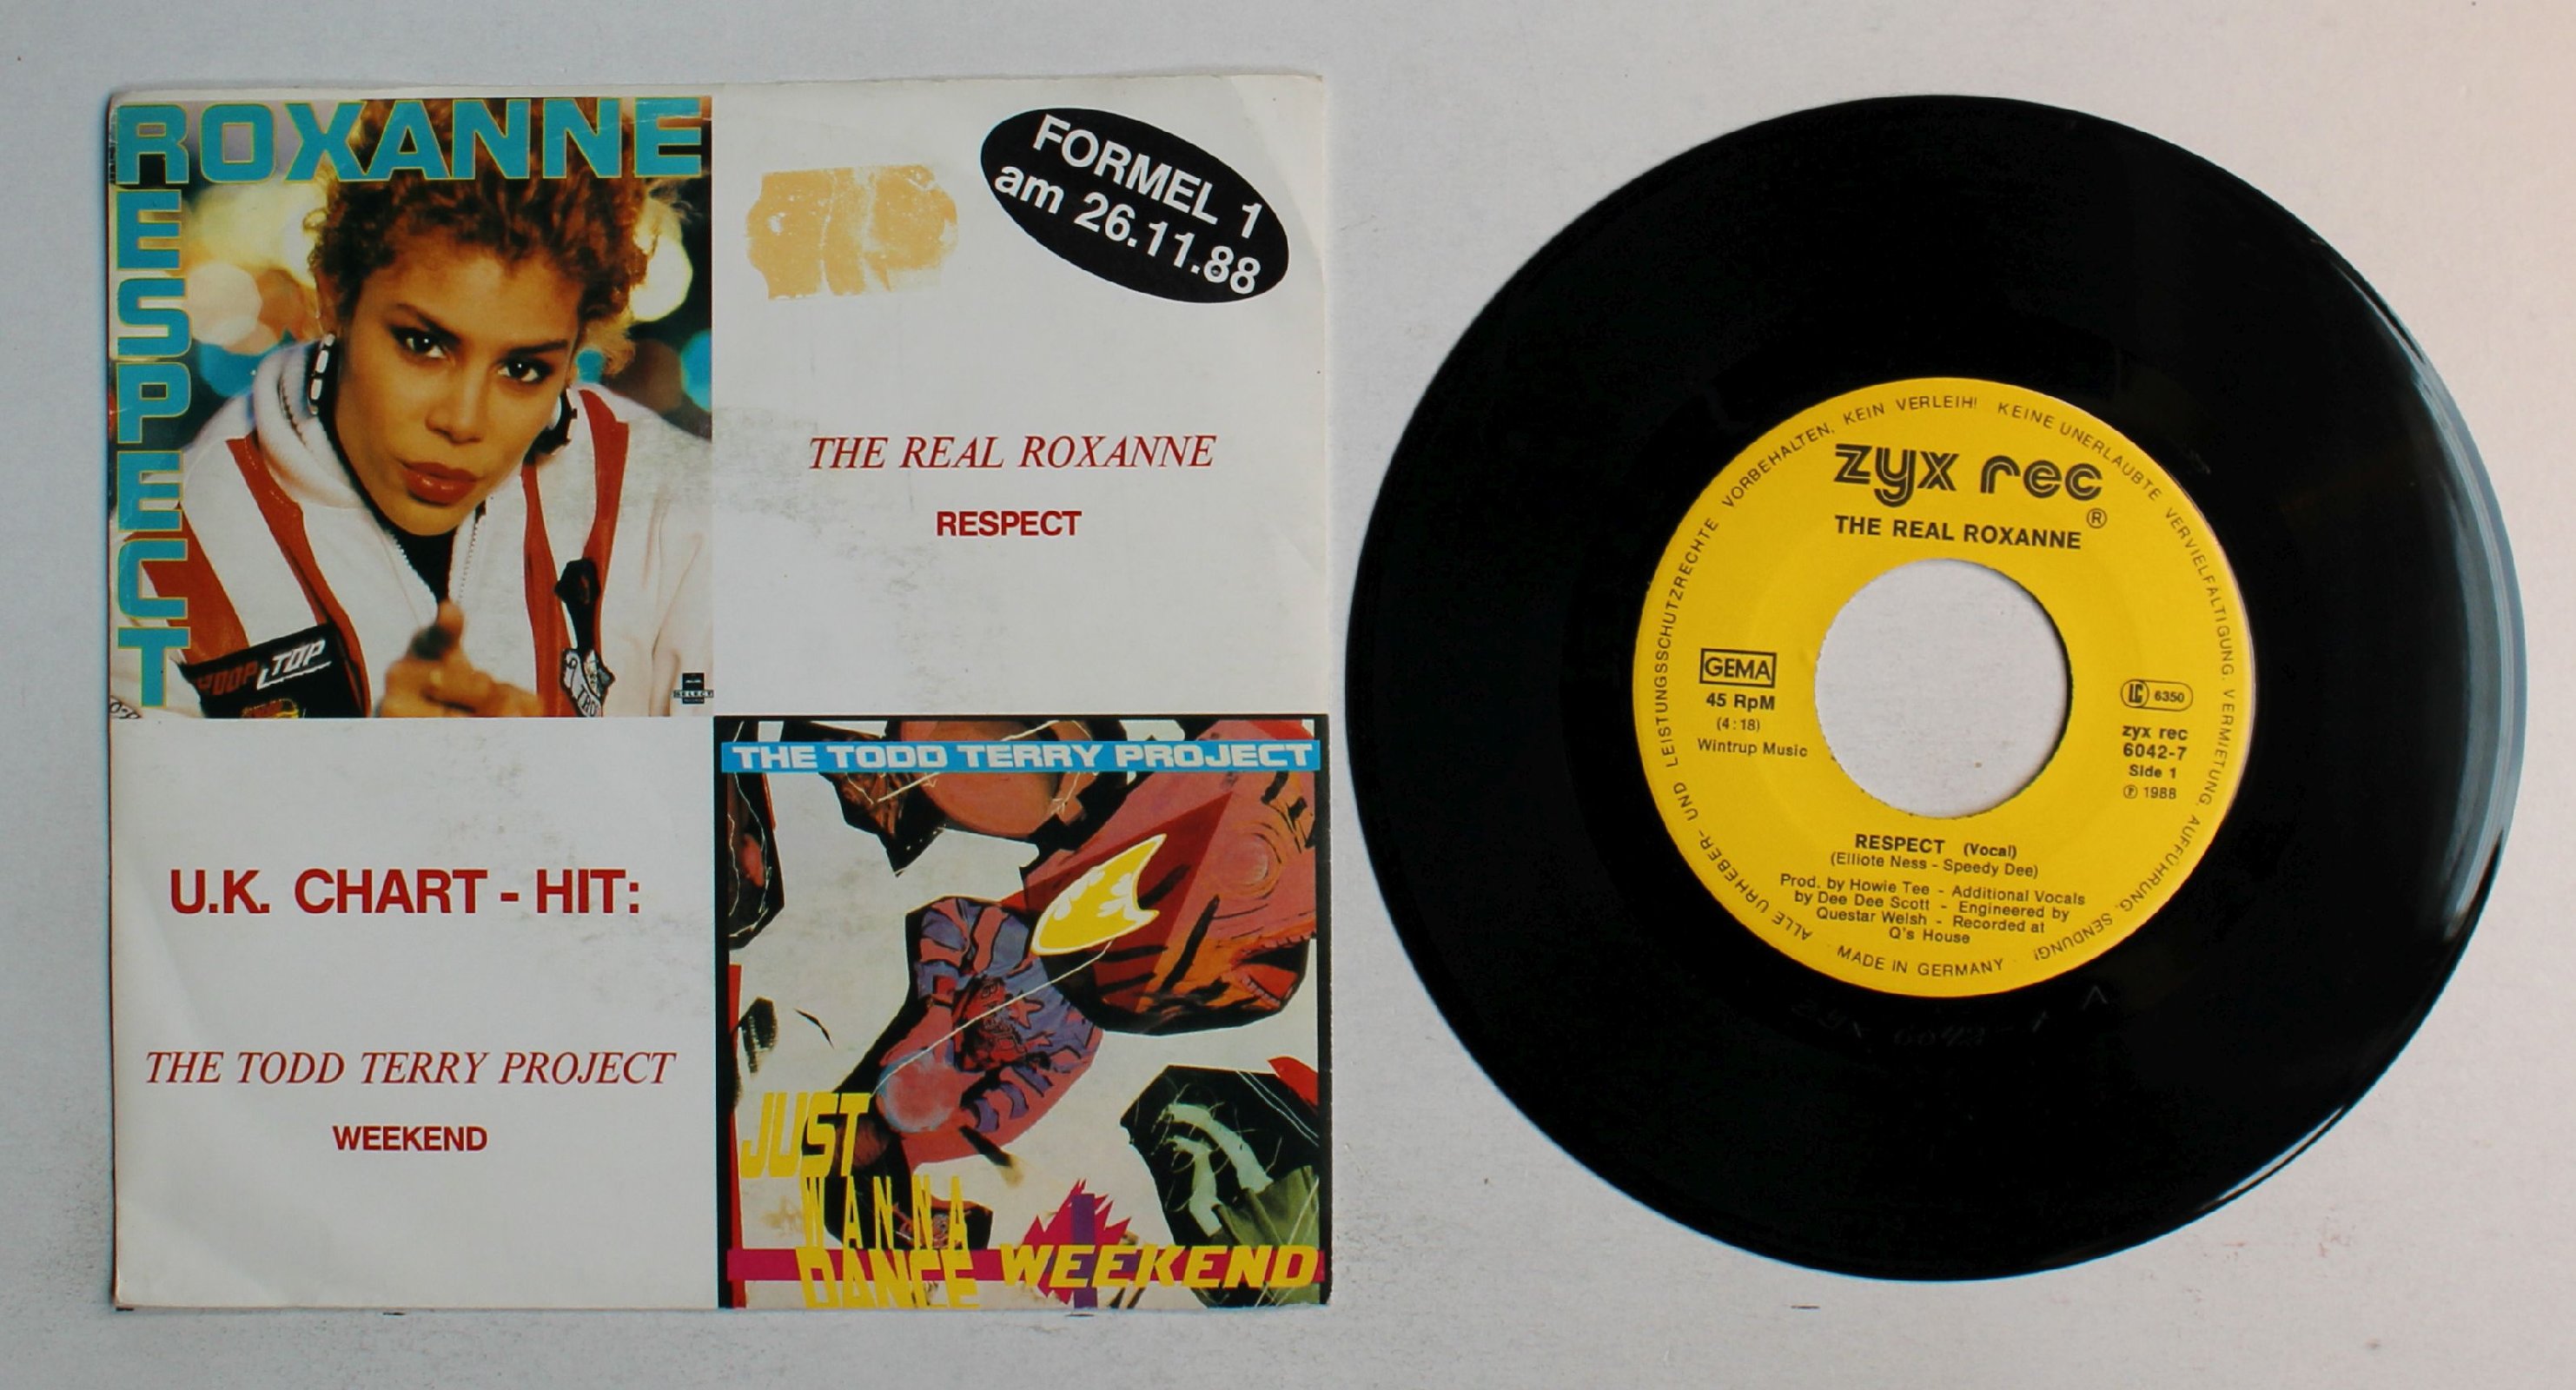 ROXANNE
RESPECT
HOOP LTOP
SELECT
FORMEL 1
am 26.11.88
THE REAL ROXANNE
RESPECT
U.K. CHART - HIT:
THE TODD TERRY PROJECT
WEEKEND
THE TODD TERRY PROJECT
JUST
WANNA
DANCE
WEEKEND
ALLE URHEBER- UND LEISTUNGSSCHUTZRECHTE VORBEHALTEN, KEIN VERLEIH! KEINE UNERLAUBTE VERVIELFÄLTIGUNG. VERMIETUNG. AUFFÜHRUNG, SENDUNG!
zyx rec
®
THE REAL ROXANNE
GEMA
45 RpM
(4:18)
Wintrup Music
LC 6350
zyx rec
6042-7
Side 1
Ⓟ 1988
RESPECT (Vocal)
(Elliote Ness - Speedy Dee)
Prod. by Howie Tee - Additional Vocals
by Dee Dee Scott - Engineered by
Questar Welsh - Recorded at
Q's House
MADE IN GERMANY